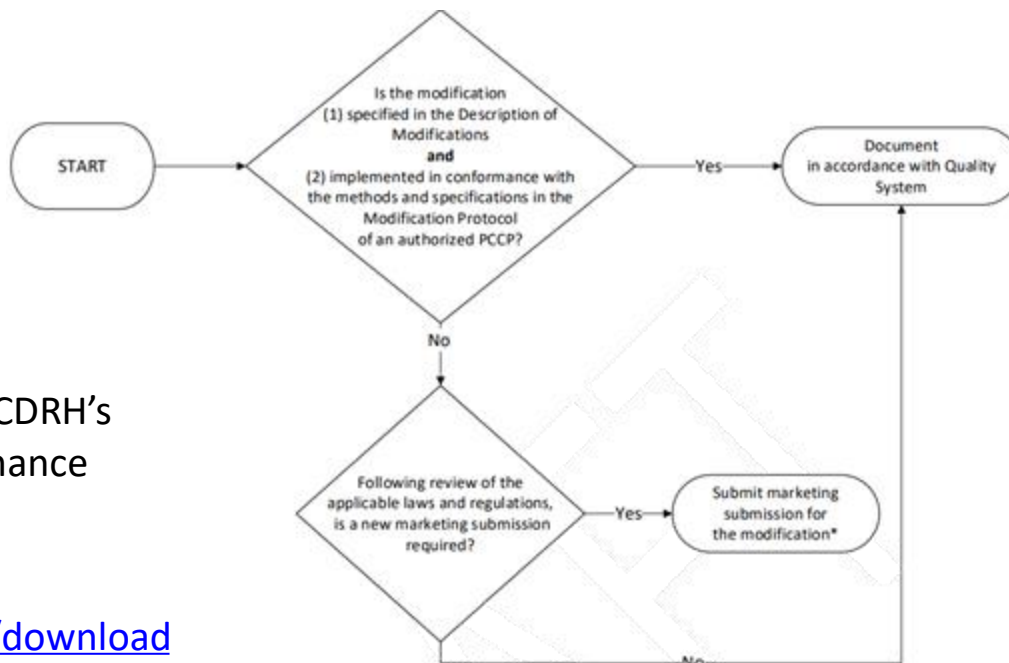 START
Is the modification
(1) specified in the Description of
Modifications
and
(2) implemented in conformance with
the methods and specifications in the
Modification Protocol
of an authorized PCCP?
Yes
Document
in accordance with Quality
System
No
CDRH's
nance
Following review of the
applicable laws and regulations,
is a new marketing submission
required?
Yes
Submit marketing
submission for
the modification*
/download
No